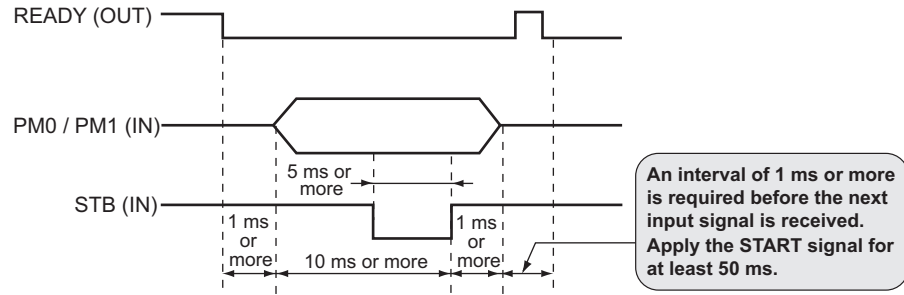 READY (OUT)
PM0 / PM1 (IN)
5 ms or
more
STB (IN)
1 ms
or
more
10 ms or more
1 ms
or
more
An interval of 1 ms or more
is required before the next
input signal is received.
Apply the START signal for
at least 50 ms.